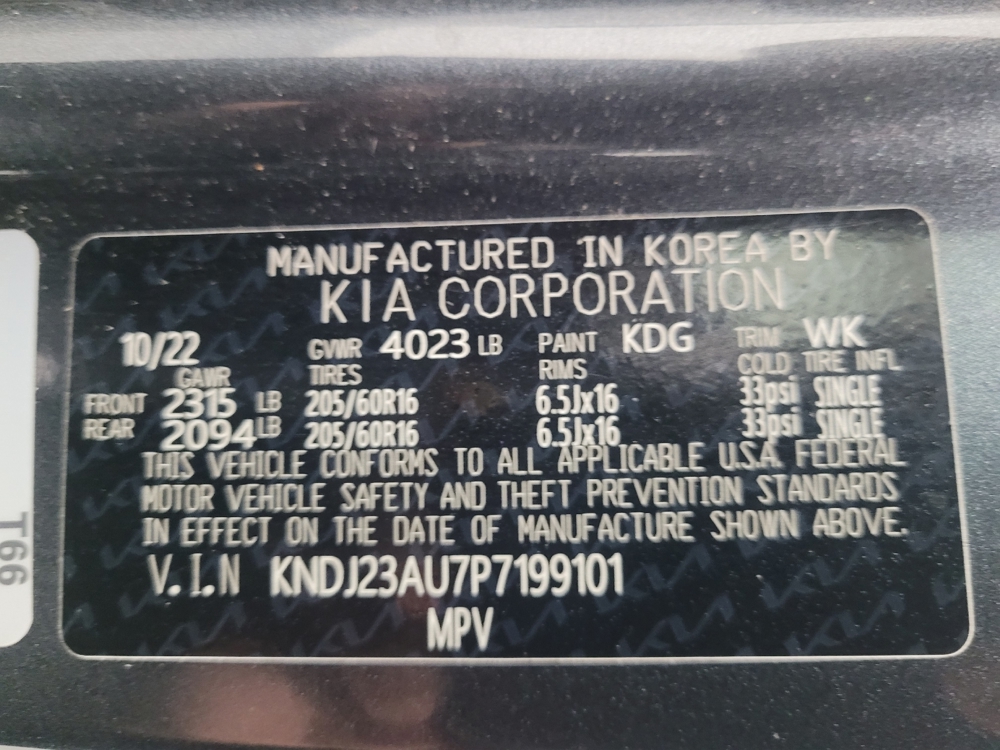 MANUFACTURED IN KOREA BY
KIA CORPORATION
10/22 GVWR 4023 LB PAINT KDG TRIM WK
GAWR TIRES RIMS COLD TIRE INFL
FRONT 2315 LB 205/60R16 6.5Jx16 33psi SINGLE
REAR 2094 LB 205/60R16 6.5Jx16 33psi SINGLE
THIS VEHICLE CONFORMS TO ALL APPLICABLE U.S.A. FEDERAL
MOTOR VEHICLE SAFETY AND THEFT PREVENTION STANDARDS
IN EFFECT ON THE DATE OF MANUFACTURE SHOWN ABOVE.
V.I.N KNDJ23AU7P7199101
MPV